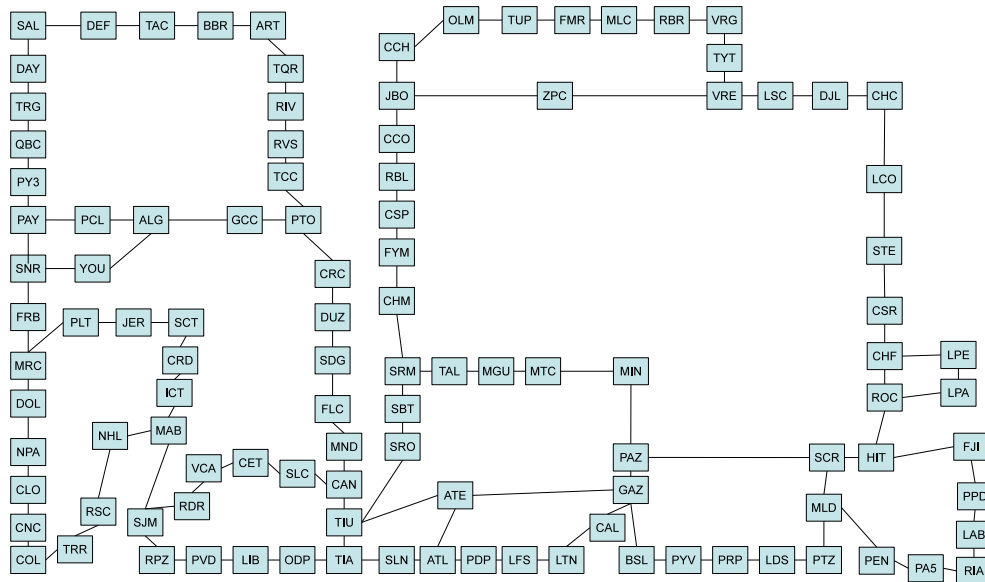 SAL DEF TAC BBR ART
OLM TUP FMR MLC RBR VRG
CCH
DAY TQR TYT
TRG RIV JBO ZPC VRE LSC DJL CHC
QBC RVS CCO
PY3 TCC RBL LCO
PAY PCL ALG GCC PTO CSP
FYM STE
SNR YOU CRC
CHM
FRB PLT JER SCT DUZ CSR
MRC CRD SDG SRM TAL MGU MTC MIN CHF LPE
ICT LPA
DOL FLC SBT ROC
NHL MAB MND SRO
NPA VCA CET PAZ SCR HIT FJI
SLC
CLO CAN GAZ
RDR ATE PPD
RSC MLD
CNC SJM TIU CAL
LAB
TRR
COL RPZ PVD LIB ODP TIA SLN ATL PDP LFS LTN BSL PYV PRP LDS PTZ PEN
PA5 RIA